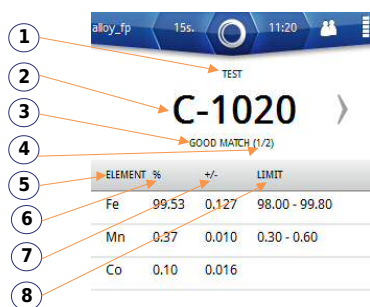 alloy_fp 15s. 11:20
1
TEST
2
C-1020
3
GOOD MATCH (1/2)
4
5
ELEMENT % +/- LIMIT
6
Fe 99.53 0.127 98.00 - 99.80
7
Mn 0.37 0.010 0.30 - 0.60
8
Co 0.10 0.016